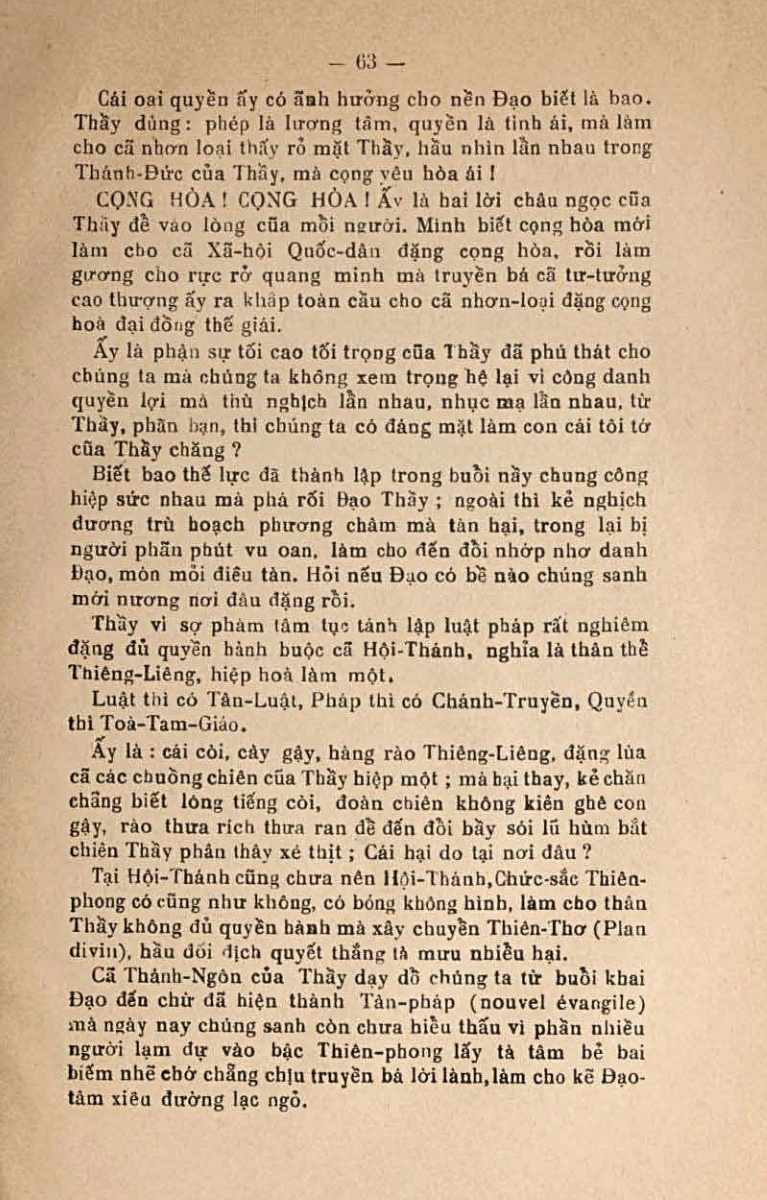 — 63 —
Cái oai quyền ấy có ãnh hưởng cho nền Đạo biết là bao.
Thầy dùng : phép là lương tâm, quyền là tình ái, mà làm
cho cã nhơn loại thấy rỏ mặt Thầy, hầu nhìn lẫn nhau trong
Thánh-Đức của Thầy, mà cọng yêu hòa ái !
CỌNG HÒA ! CỌNG HÒA ! Ấy là hai lời châu ngọc cũa
Thầy đề vào lòng cũa mỗi người. Mình biết cọng hòa mới
làm cho cã Xã-hội Quốc-dân đặng cọng hòa, rồi làm
gương cho rực rở quang minh mà truyền bá cã tư-tưởng
cao thượng ấy ra khắp toàn cầu cho cã nhơn-loại đặng cọng
hoà đại đồng thế giái.
Ấy là phận sự tối cao tối trọng cũa Thầy đã phú thát cho
chúng ta mà chúng ta không xem trọng hệ lại vì công danh
quyền lợi mà thù nghịch lẫn nhau, nhục mạ lẫn nhau, từ
Thầy, phãn bạn, thì chúng ta có đáng mặt làm con cái tôi tớ
cũa Thầy chăng ?
Biết bao thế lực đã thành lập trong buồi nầy chung công
hiệp sức nhau mà phá rối Đạo Thầy ; ngoài thì kẻ nghịch
đương trù hoạch phương châm mà tàn hại, trong lại bị
người phãn phút vu oan, làm cho đến đồi nhớp nhơ danh
Đạo, mòn mỏi điêu tàn. Hỏi nếu Đạo có bề nào chúng sanh
mới nương nơi đâu đặng rồi.
Thầy vì sợ phàm tâm tục tánh lập luật pháp rất nghiêm
đặng đủ quyền hành buộc cã Hội-Thánh, nghĩa là thân thề
Thiêng-Liêng, hiệp hoà làm một.
Luật thì có Tân-Luật, Pháp thì có Chánh-Truyền, Quyền
thì Toà-Tam-Giáo.
Ấy là : cái còi, cây gậy, hàng rào Thiêng-Liêng, đặng lùa
cã các chuồng chiên cũa Thầy hiệp một ; mà hại thay, kẻ chăn
chẵng biết lóng tiếng còi, đoàn chiên không kiên ghê con
gậy, rào thưa rích thưa ran đề đến đồi bầy sói lũ hùm bắt
chiên Thầy phân thây xé thịt ; Cái hại do tại nơi đâu ?
Tại Hội-Thánh cũng chưa nên Hội-Thánh, Chức-sắc Thiên-
phong có cũng như không, có bóng không hình, làm cho thân
Thầy không đủ quyền hành mà xây chuyền Thiên-Thơ (Plan
divin), hầu đối địch quyết thắng tà mưu nhiều hại.
Cã Thánh-Ngôn của Thầy dạy dỗ chúng ta từ buồi khai
Đạo đến chừ đã hiện thành Tân-pháp (nouvel évangile)
mà ngày nay chúng sanh còn chưa hiều thấu vì phần nhiều
người lạm dự vào bậc Thiên-phong lấy tà tâm bẻ bai
biếm nhẽ chớ chẵng chịu truyền bá lời lành, làm cho kẽ Đạo-
tâm xiêu đường lạc ngỏ.